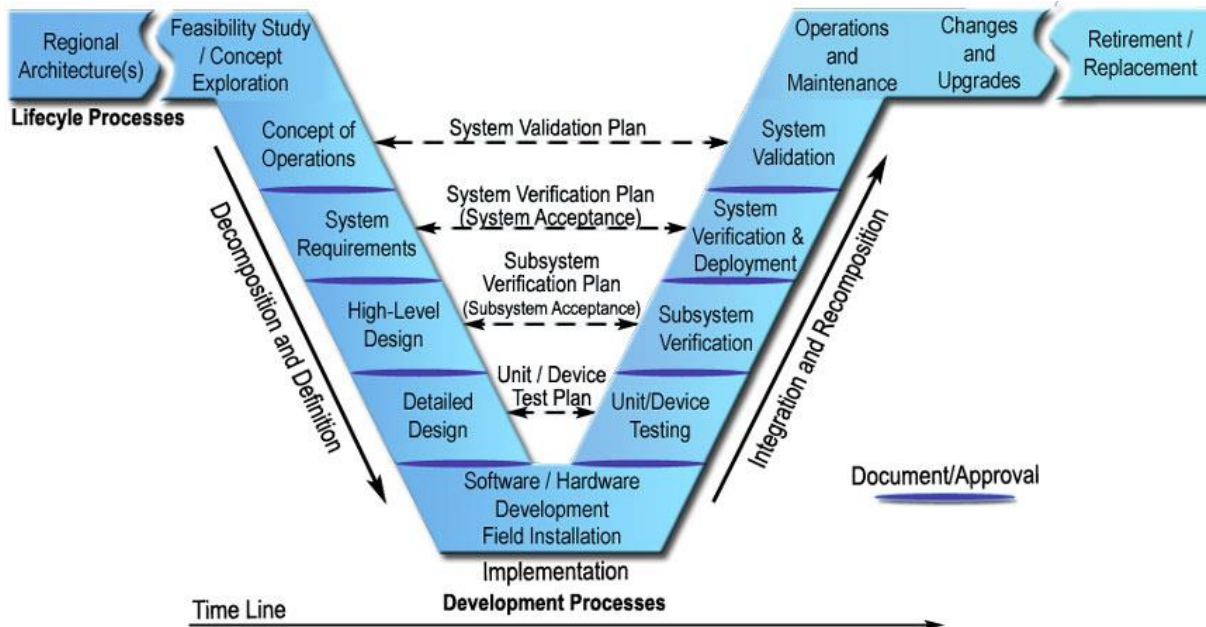 Regional
Architecture(s)
Feasibility Study
/ Concept
Exploration
Operations
and
Maintenance
Changes
and
Upgrades
Retirement /
Replacement
Lifecyle Processes
Concept of
Operations
System Validation Plan
System
Validation
System
Requirements
System Verification Plan
(System Acceptance)
System
Verification &
Deployment
High-Level
Design
Subsystem
Verification Plan
(Subsystem Acceptance)
Subsystem
Verification
Detailed
Design
Unit / Device
Test Plan
Unit/Device
Testing
Decomposition and Definition
Integration and Recomposition
Software / Hardware
Development
Field Installation
Document/Approval
Implementation
Development Processes
Time Line